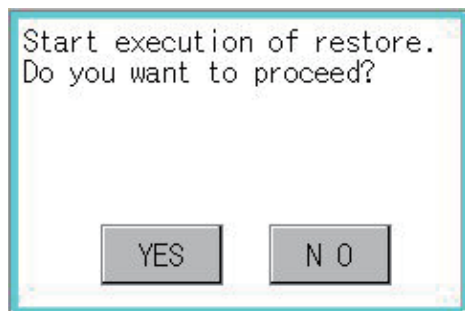 Start execution of restore.
Do you want to proceed?
YES
N O